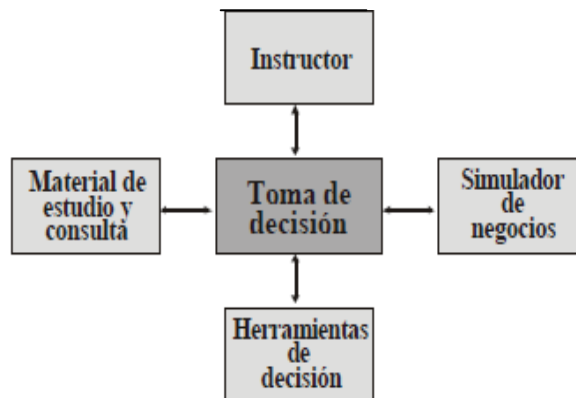 Instructor
Material de
estudio y
consulta
Toma de
decisión
Simulador
de
negocios
Herramientas
de
decisión